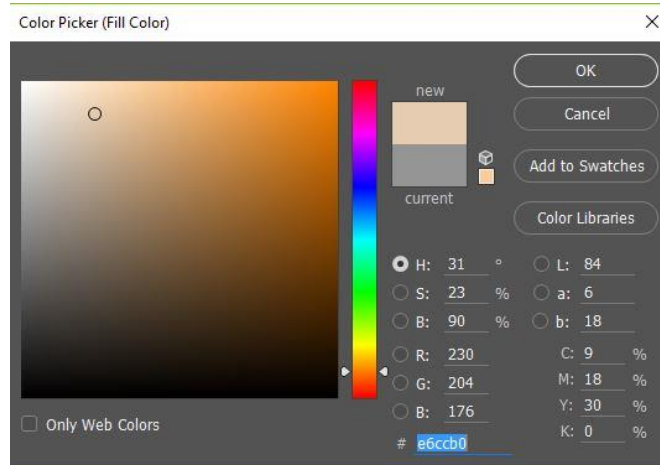 Color Picker (Fill Color)
new
current
OK
Cancel
Add to Swatches
Color Libraries
H: 31 °
S: 23 %
B: 90 %
R: 230
G: 204
B: 176
# e6ccb0
L: 84
a: 6
b: 18
C: 9 %
M: 18 %
Y: 30 %
K: 0 %
Only Web Colors